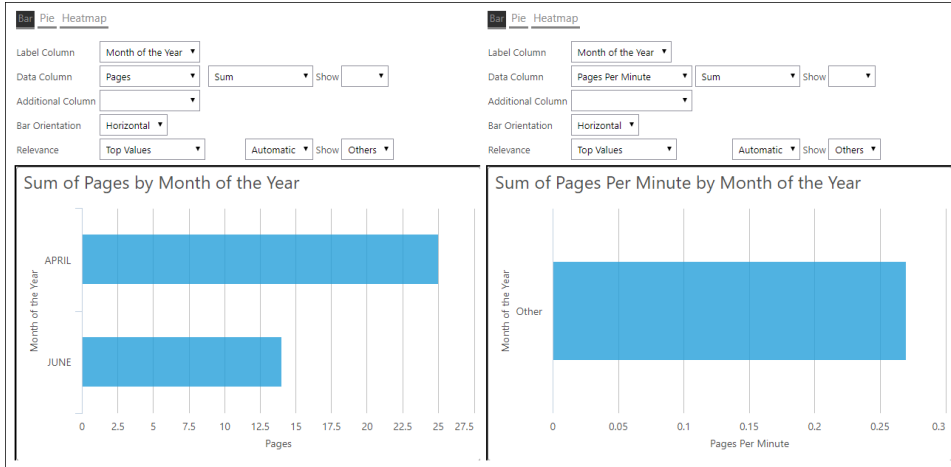 Bar Pie Heatmap
Label Column Month of the Year
Data Column Pages Sum Show
Additional Column
Bar Orientation Horizontal
Relevance Top Values Automatic Show Others
Sum of Pages by Month of the Year
Month of the Year
APRIL
JUNE
0 2.5 5 7.5 10 12.5 15 17.5 20 22.5 25 27.5
Pages
Bar Pie Heatmap
Label Column Month of the Year
Data Column Pages Per Minute Sum Show
Additional Column
Bar Orientation Horizontal
Relevance Top Values Automatic Show Others
Sum of Pages Per Minute by Month of the Year
Month of the Year
Other
0 0.05 0.1 0.15 0.2 0.25 0.3
Pages Per Minute